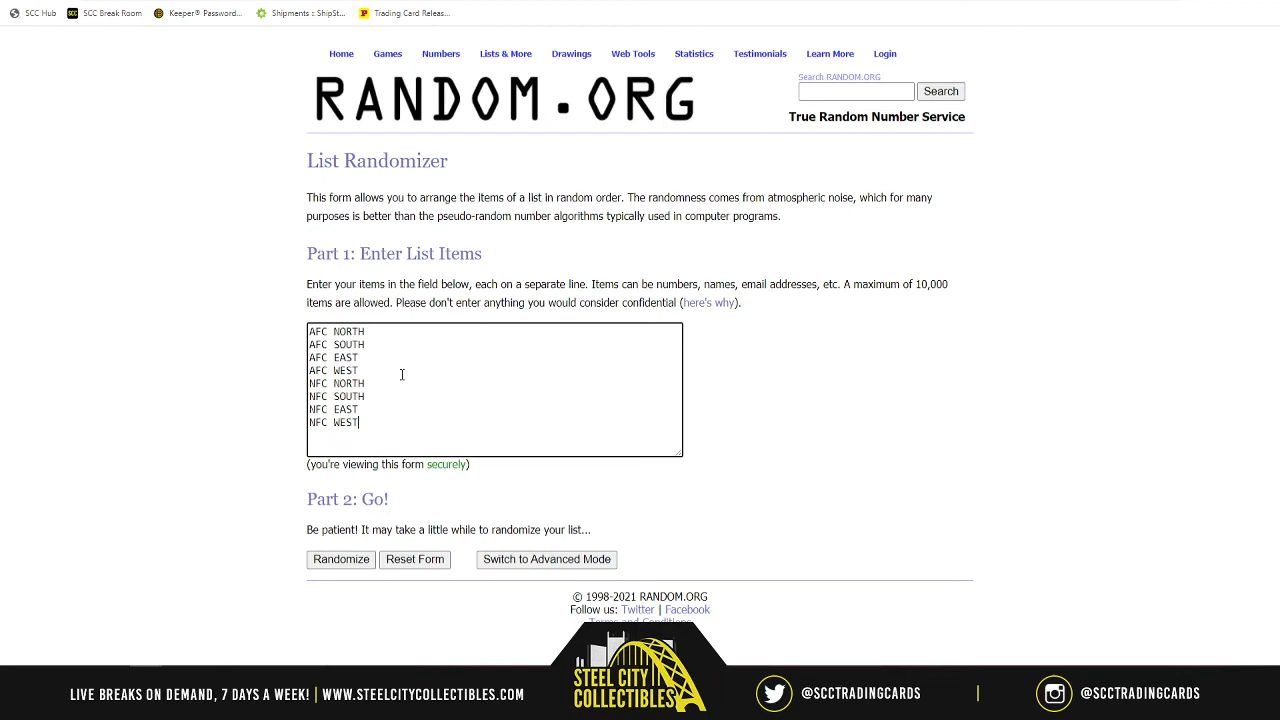 SCC Hub SCC Break Room Keeper® Password... Shipments :: ShipSt... Trading Card Releas...
Home Games Numbers Lists & More Drawings Web Tools Statistics Testimonials Learn More Login
RANDOM.ORG
Search RANDOM.ORG
Search
True Random Number Service
List Randomizer
This form allows you to arrange the items of a list in random order. The randomness comes from atmospheric noise, which for many
purposes is better than the pseudo-random number algorithms typically used in computer programs.
Part 1: Enter List Items
Enter your items in the field below, each on a separate line. Items can be numbers, names, email addresses, etc. A maximum of 10,000
items are allowed. Please don't enter anything you would consider confidential (here's why).
AFC NORTH
AFC SOUTH
AFC EAST
AFC WEST
NFC NORTH
NFC SOUTH
NFC EAST
NFC WEST
(you're viewing this form securely)
Part 2: Go!
Be patient! It may take a little while to randomize your list...
Randomize Reset Form Switch to Advanced Mode
© 1998-2021 RANDOM.ORG
Follow us: Twitter | Facebook
Terms and Conditions
STEEL CITY
COLLECTIBLES
LIVE BREAKS ON DEMAND, 7 DAYS A WEEK! | WWW.STEELCITYCOLLECTIBLES.COM
@SCCTRADINGCARDS | @SCCTRADINGCARDS